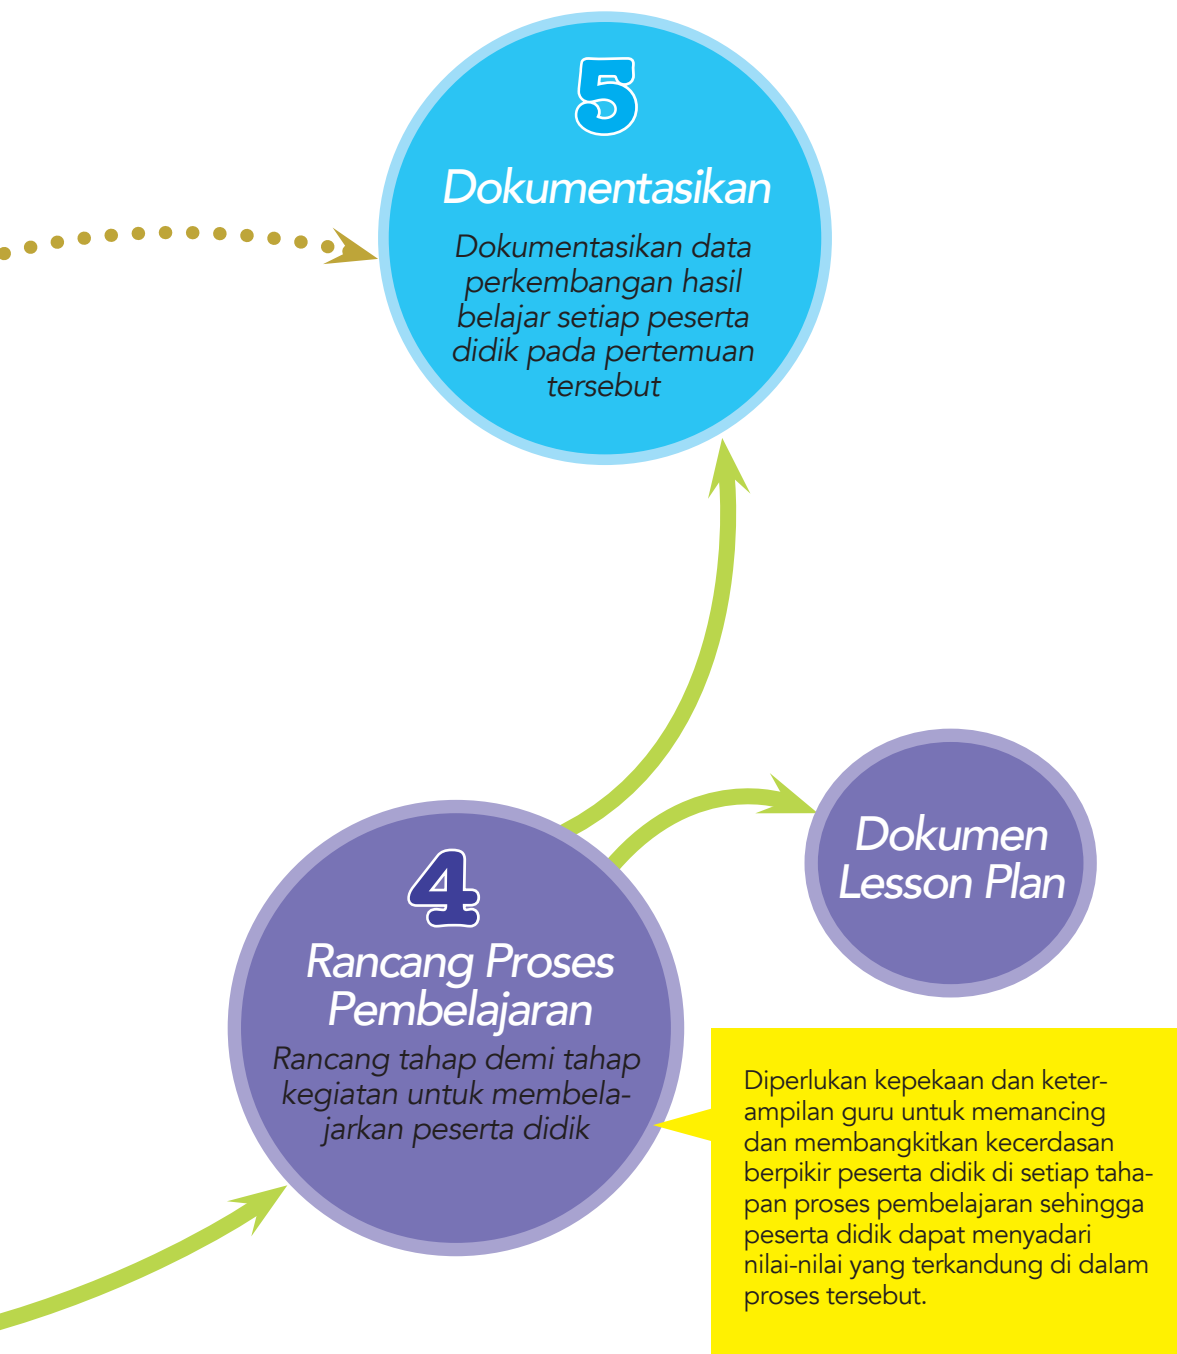 5
Dokumentasikan
Dokumentasikan data
perkembangan hasil
belajar setiap peserta
didik pada pertemuan
tersebut
Dokumen
Lesson Plan
4
Rancang Proses
Pembelajaran
Rancang tahap demi tahap
kegiatan untuk membela-
jarkan peserta didik
Diperlukan kepekaan dan keter-
ampilan guru untuk memancing
dan membangkitkan kecerdasan
berpikir peserta didik di setiap taha-
pan proses pembelajaran sehingga
peserta didik dapat menyadari
nilai-nilai yang terkandung di dalam
proses tersebut.